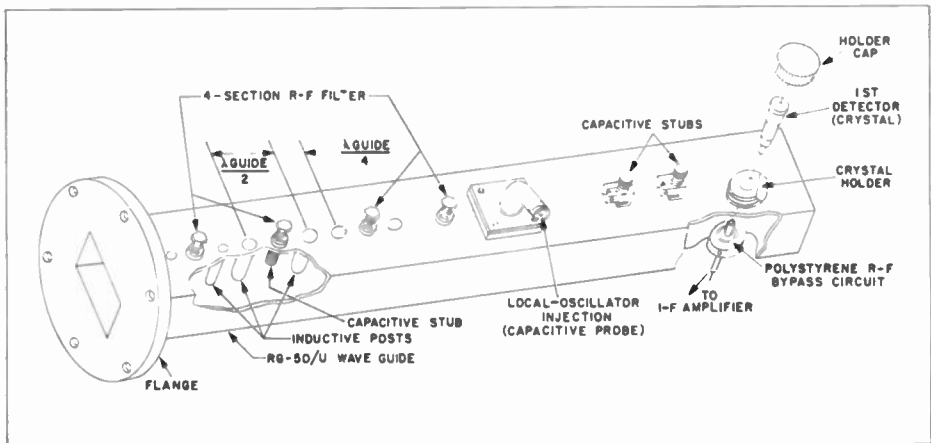 HOLDER
CAP
4-SECTION R-F FILTER
1ST
DETECTOR
(CRYSTAL)
CAPACITIVE STUBS
λGUIDE
2
λGUIDE
4
CRYSTAL
HOLDER
POLYSTYRENE R-F
BYPASS CIRCUIT
TO
I-F AMPLIFIER
LOCAL-OSCILLATOR
INJECTION
(CAPACITIVE PROBE)
CAPACITIVE STUB
INDUCTIVE POSTS
RG-50/U WAVE GUIDE
FLANGE